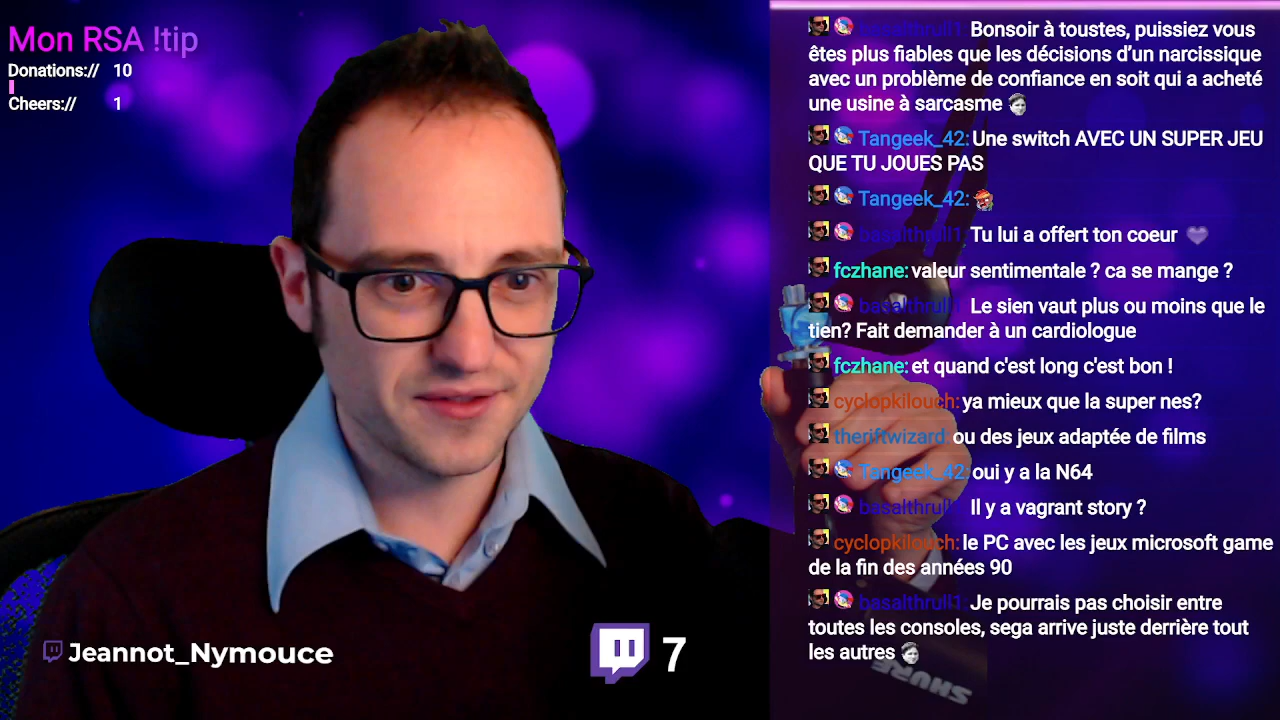 Mon RSA !tip
Donations:// 10
Cheers:// 1
Jeannot_Nymouce
7
basalthrull1: Bonsoir à toustes, puissiez vous
êtes plus fiables que les décisions d’un narcissique
avec un problème de confiance en soit qui a acheté
une usine à sarcasme
Tangeek_42: Une switch AVEC UN SUPER JEU
QUE TU JOUES PAS
Tangeek_42:
basalthrull1: Tu lui a offert ton coeur
fczhane: valeur sentimentale ? ca se mange ?
basalthrull1: Le sien vaut plus ou moins que le
tien? Fait demander à un cardiologue
fczhane: et quand c'est long c'est bon !
cyclopkilouch: ya mieux que la super nes?
theriftwizard: ou des jeux adaptée de films
Tangeek_42: oui y a la N64
basalthrull1: Il y a vagrant story ?
cyclopkilouch: le PC avec les jeux microsoft game
de la fin des années 90
basalthrull1: Je pourrais pas choisir entre
toutes les consoles, sega arrive juste derrière tout
les autres
SHURE